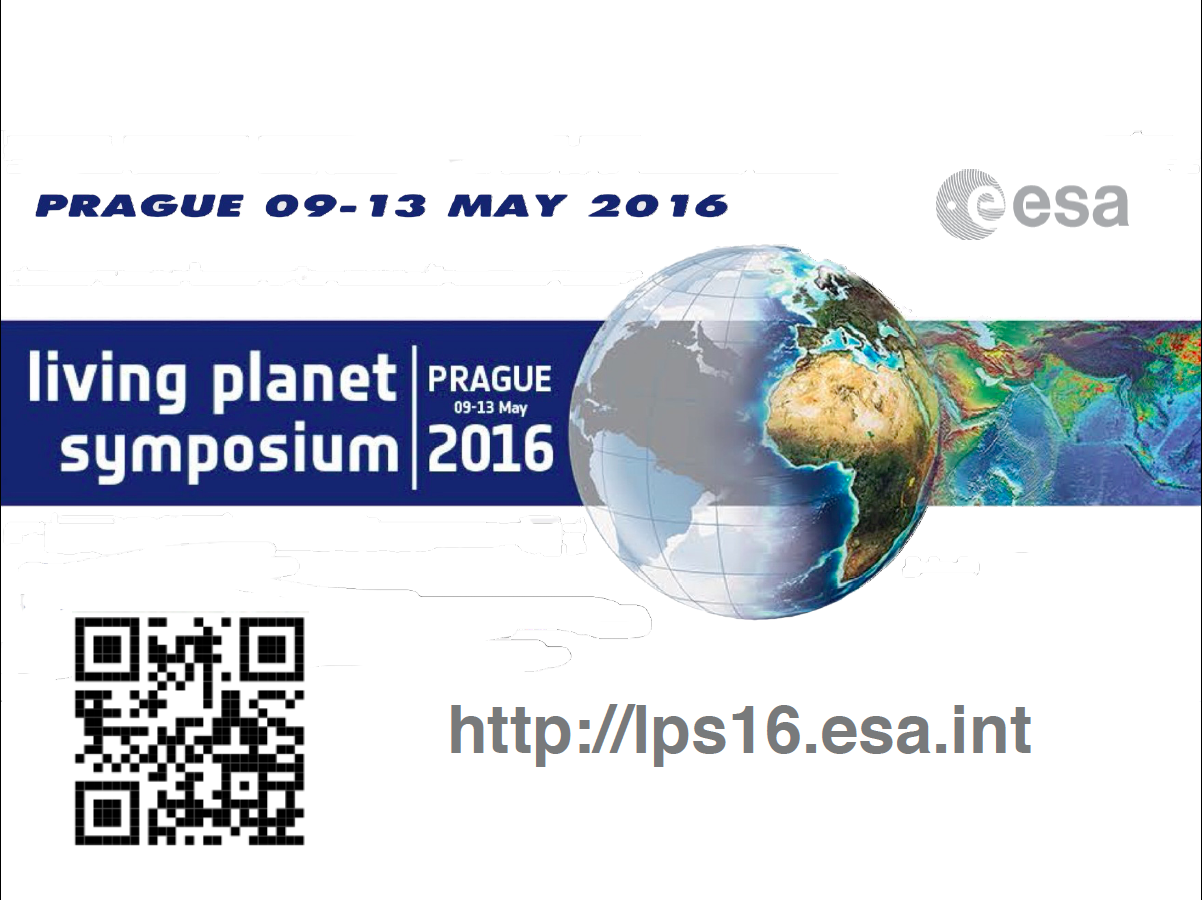 PRAGUE 09-13 MAY 2016
esa
living planet
symposium
PRAGUE
09-13 May
2016
http://lps16.esa.int